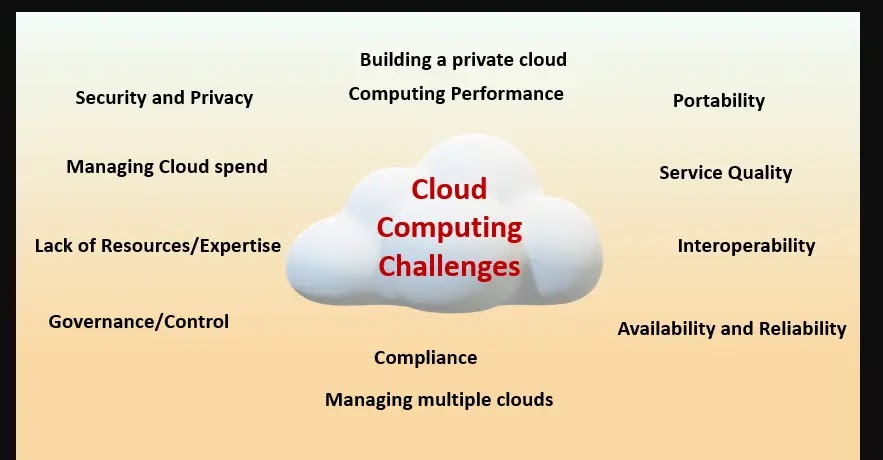 Building a private cloud
Computing Performance
Security and Privacy
Portability
Managing Cloud spend
Service Quality
Cloud
Computing
Challenges
Lack of Resources/Expertise
Interoperability
Governance/Control
Availability and Reliability
Compliance
Managing multiple clouds